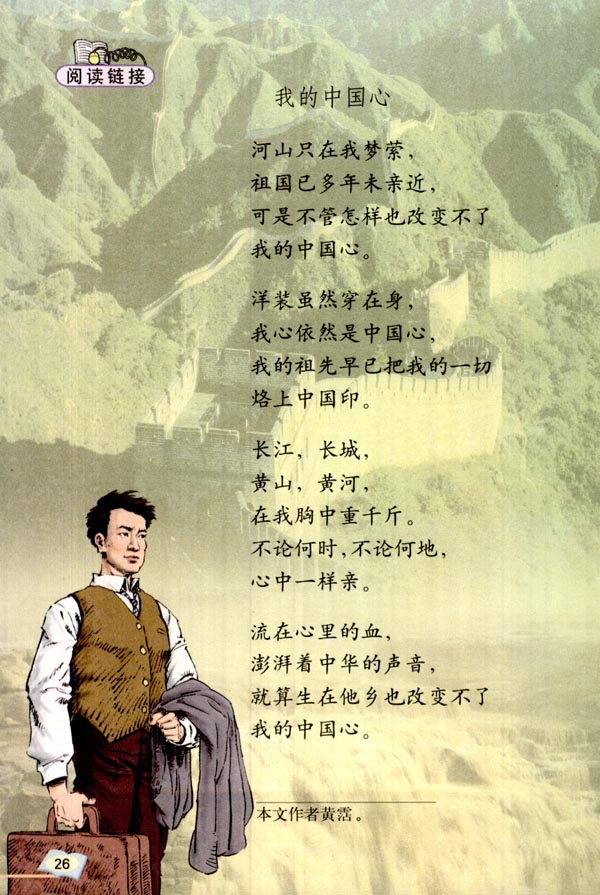 阅读链接
我的中国心
河山只在我梦萦，
祖国已多年未亲近，
可是不管怎样也改变不了
我的中国心。
洋装虽然穿在身，
我心依然是中国心，
我的祖先早已把我的一切
烙上中国印。
长江，长城，
黄山，黄河，
在我胸中重千斤。
不论何时，不论何地，
心中一样亲。
流在心里的血，
澎湃着中华的声音，
就算生在他乡也改变不了
我的中国心。
本文作者黄霑。
26